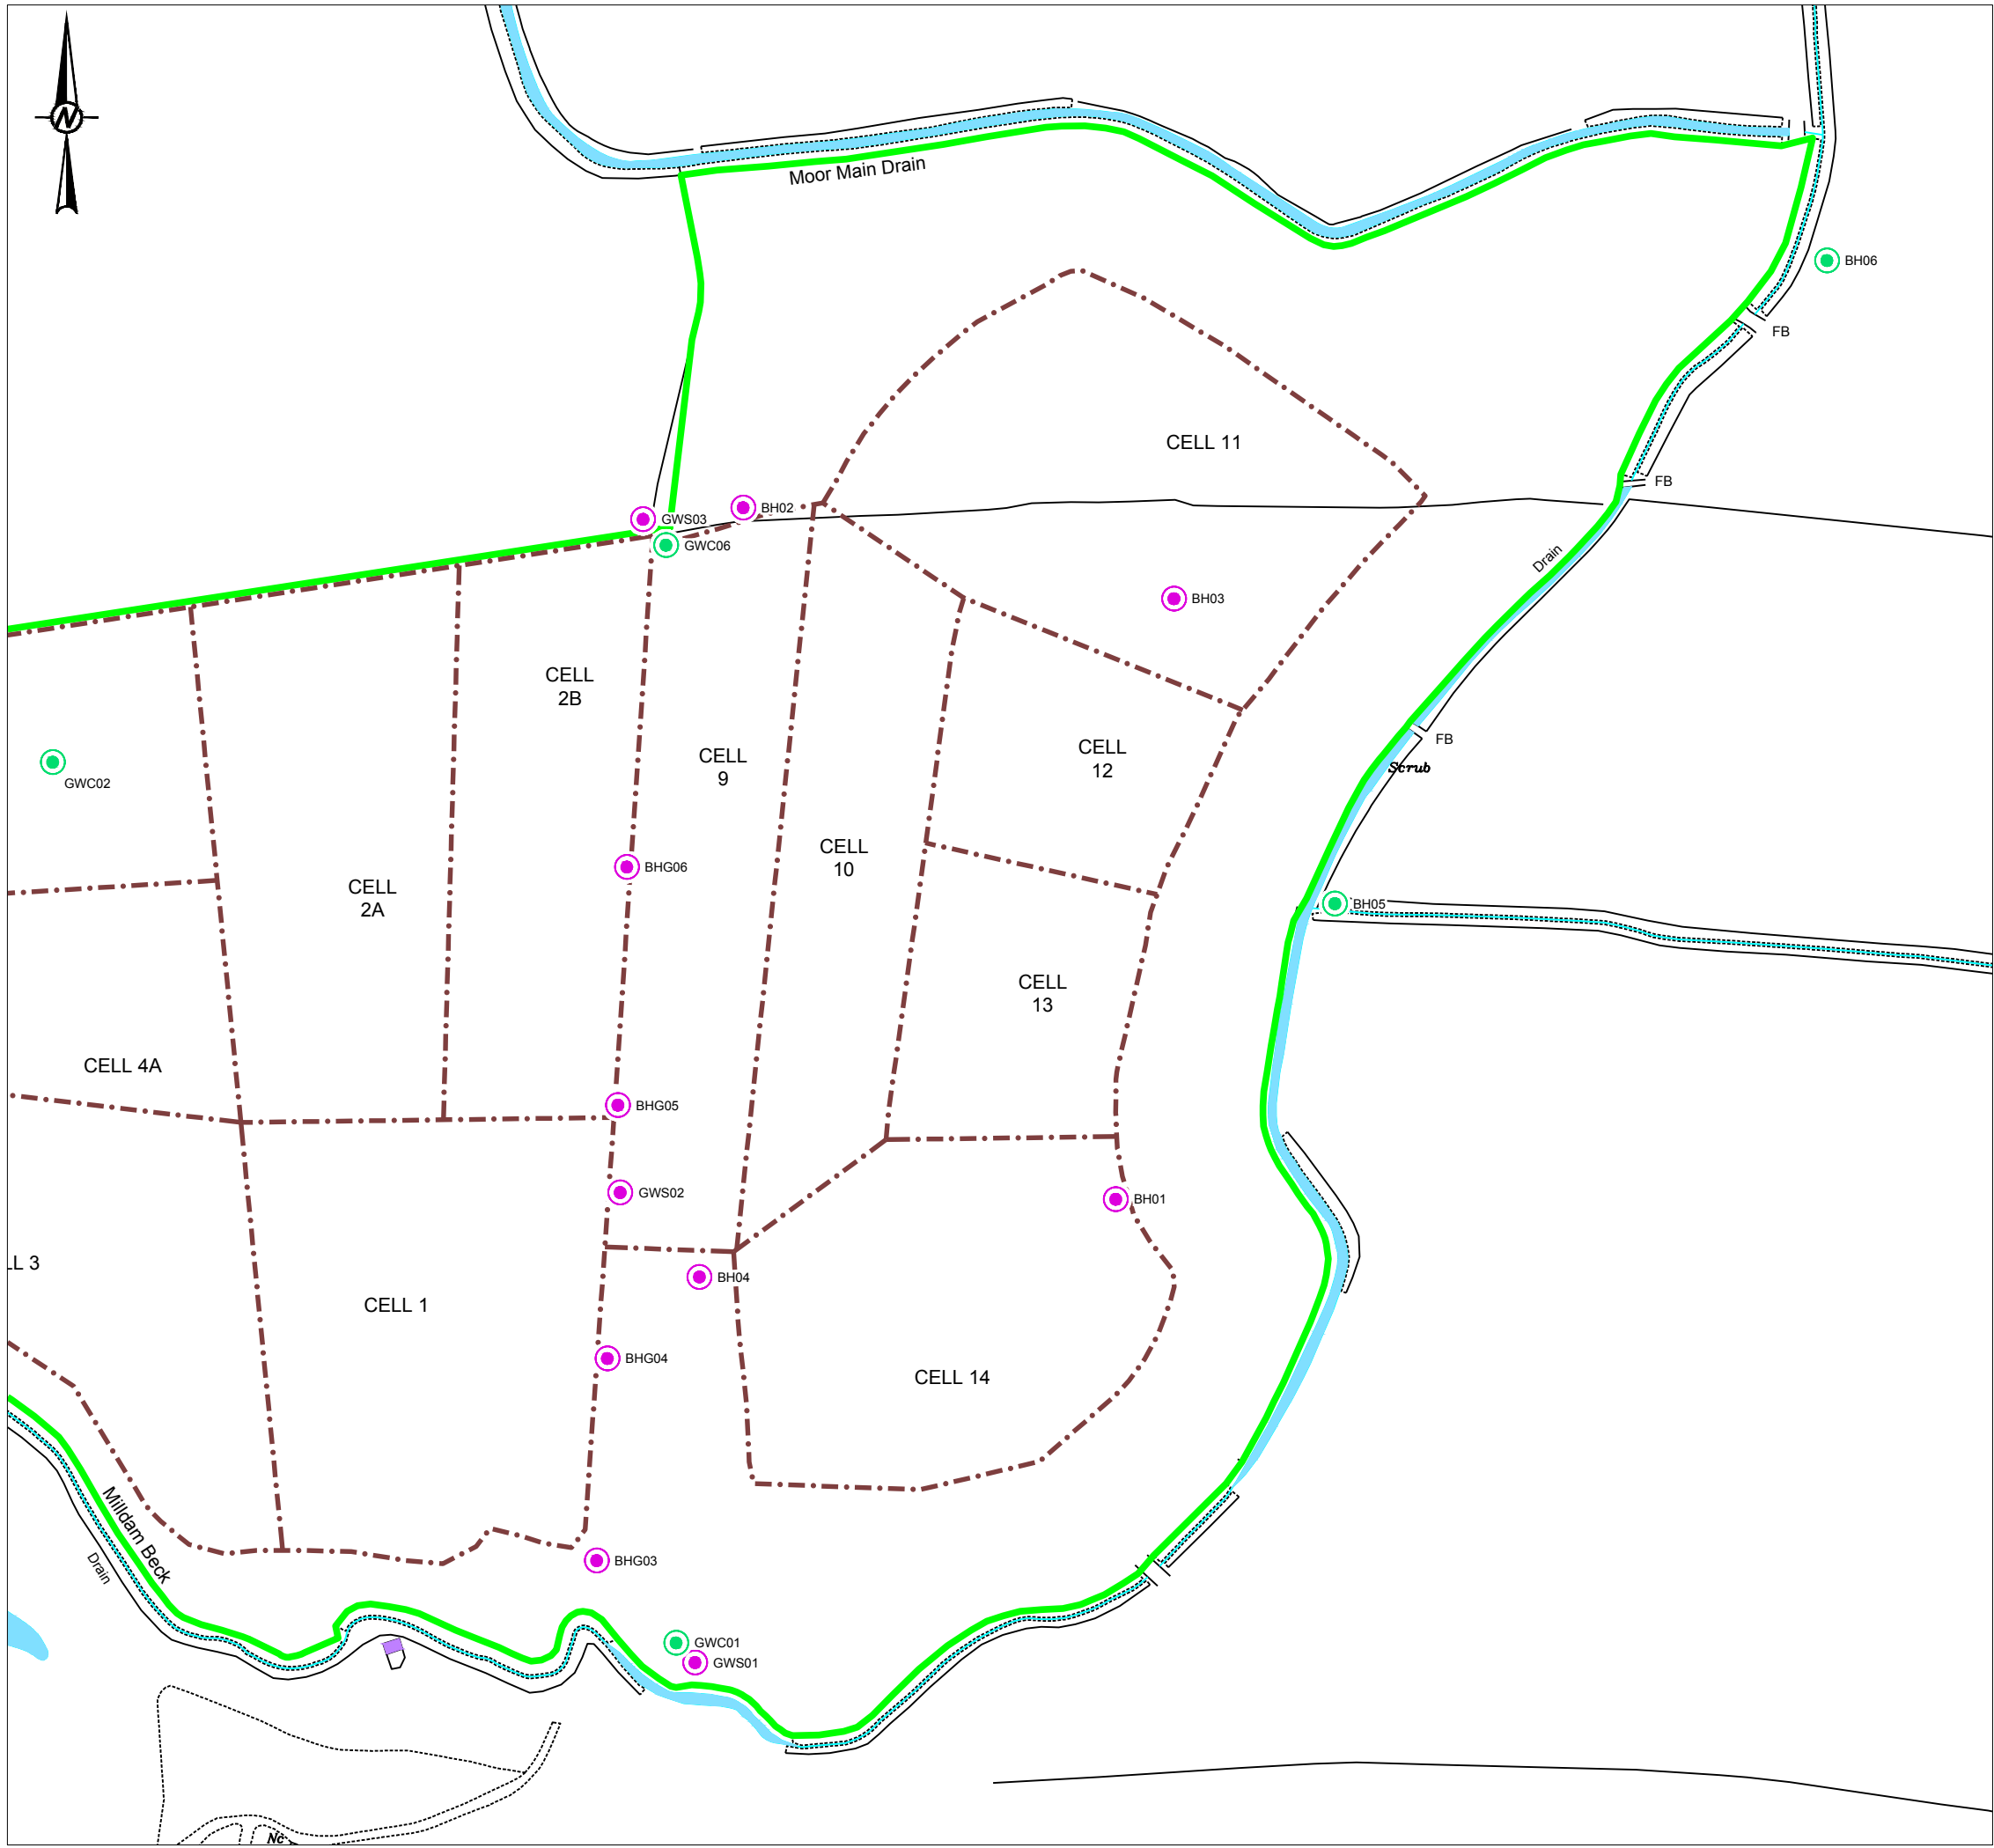 N
Moor Main Drain
BH06
FB
CELL 11
FB
BH02
GWS03
GWC06
Drain
BH03
CELL
2B
FB
CELL
9
CELL
12
Scrub
GWC02
CELL
10
BHG06
CELL
2A
BH05
CELL
13
CELL 4A
BHG05
GWS02
BH01
LL 3
BH04
CELL 1
BHG04
CELL 14
Milldam Beck
Drain
BHG03
GWC01
GWS01
Nc